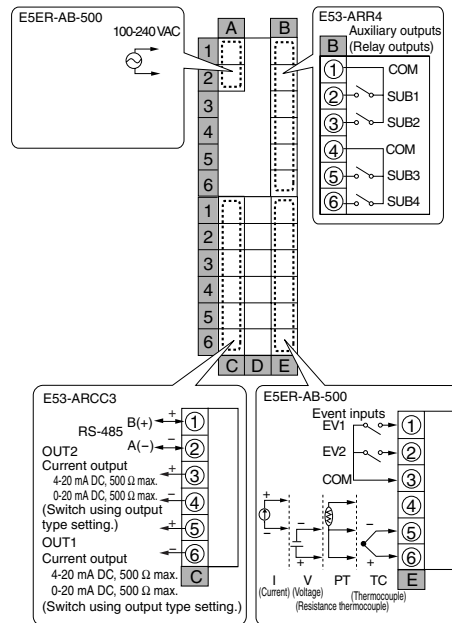 E5ER-AB-500
100-240 VAC
A
B
1
2
3
4
5
6
1
2
3
4
5
6
C D E
E53-ARR4
Auxiliary outputs
(Relay outputs)
B
1 COM
2 SUB1
3 SUB2
4 COM
5 SUB3
6 SUB4
E53-ARCC3
RS-485
B(+) + 1
A(−) − 2
OUT2
Current output
4-20 mA DC, 500 Ω max.
0-20 mA DC, 500 Ω max.
(Switch using output
type setting.)
+ 3
− 4
+ 5
− 6
OUT1
Current output
4-20 mA DC, 500 Ω max.
0-20 mA DC, 500 Ω max.
(Switch using output type setting.)
C
E5ER-AB-500
Event inputs
EV1 1
EV2 2
COM 3
4
5
6
+
−
−
+
−
+
I V PT TC
(Current) (Voltage) (Thermocouple)
(Resistance thermocouple)
E